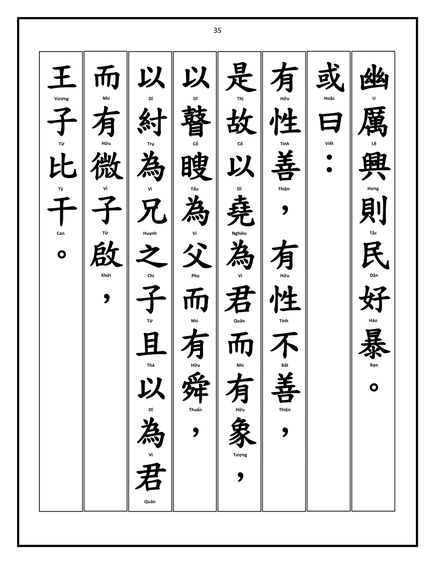 35
幽厲興則民好暴。
U Lệ Hưng Tắc Dân Háo Bạo
或曰：
Hoặc Viết
有性善，有性不善，
Hữu Tính Thiện Hữu Tính Bất Thiện
是故以堯為君而有象，
Thị Cố Dĩ Nghiêu Vi Quân Nhi Hữu Tượng
以瞽瞍為父而有舜，
Dĩ Cổ Tẩu Vi Phụ Nhi Hữu Thuấn
以紂為兄之子且以為君
Dĩ Trụ Vi Huynh Chi Tử Thả Dĩ Vi Quân
而有微子啟，
Nhi Hữu Vi Tử Khởi
王子比干。
Vương Tử Tỷ Can